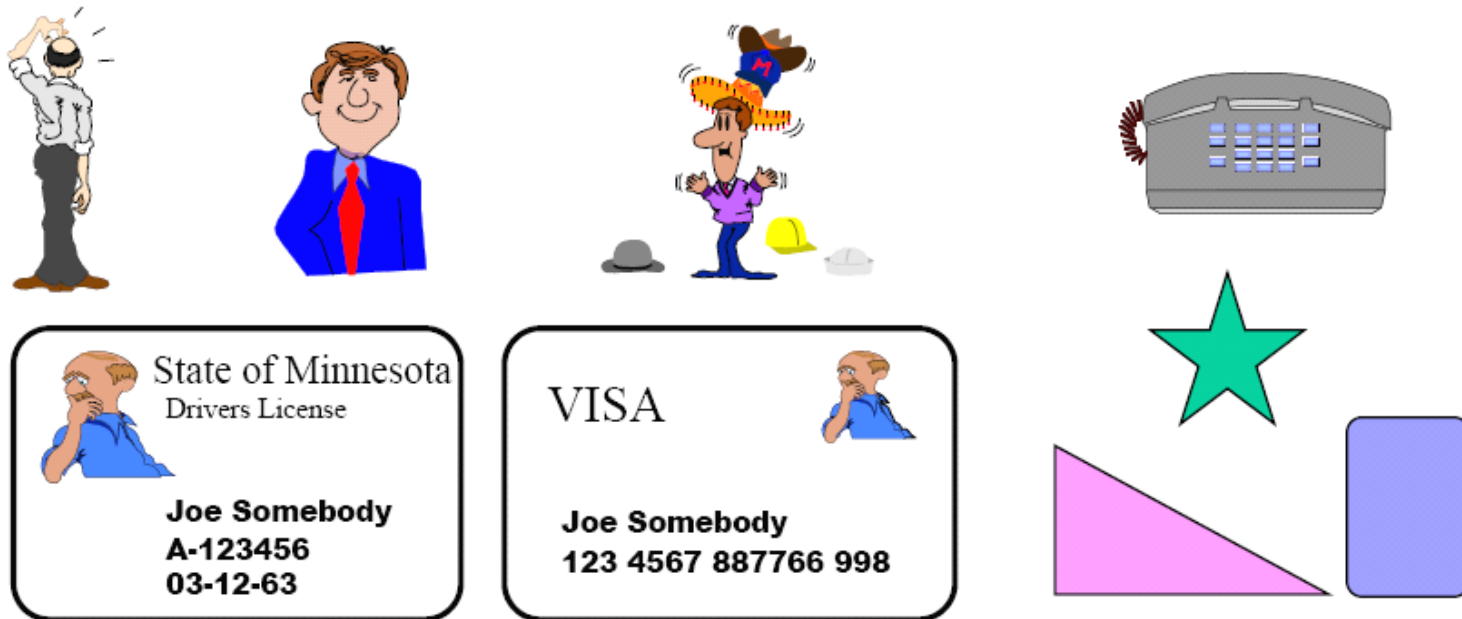 M
State of Minnesota
Drivers License
Joe Somebody
A-123456
03-12-63
VISA
Joe Somebody
123 4567 887766 998